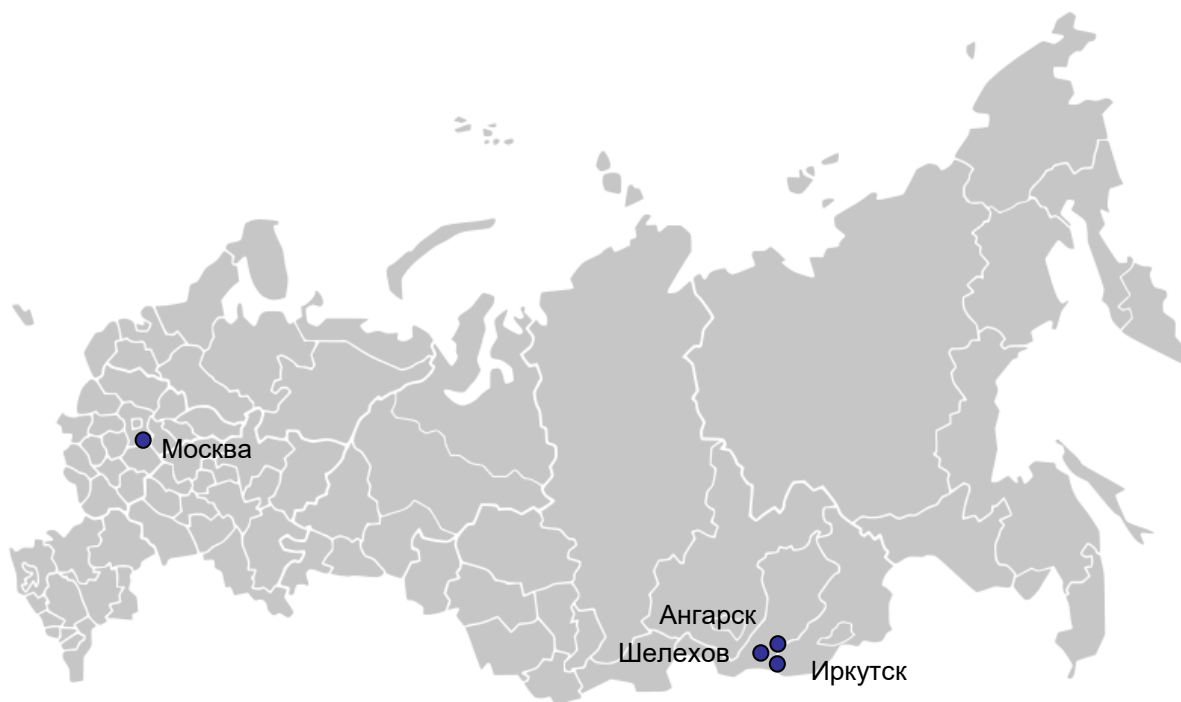 Москва
Ангарск
Шелехов
Иркутск